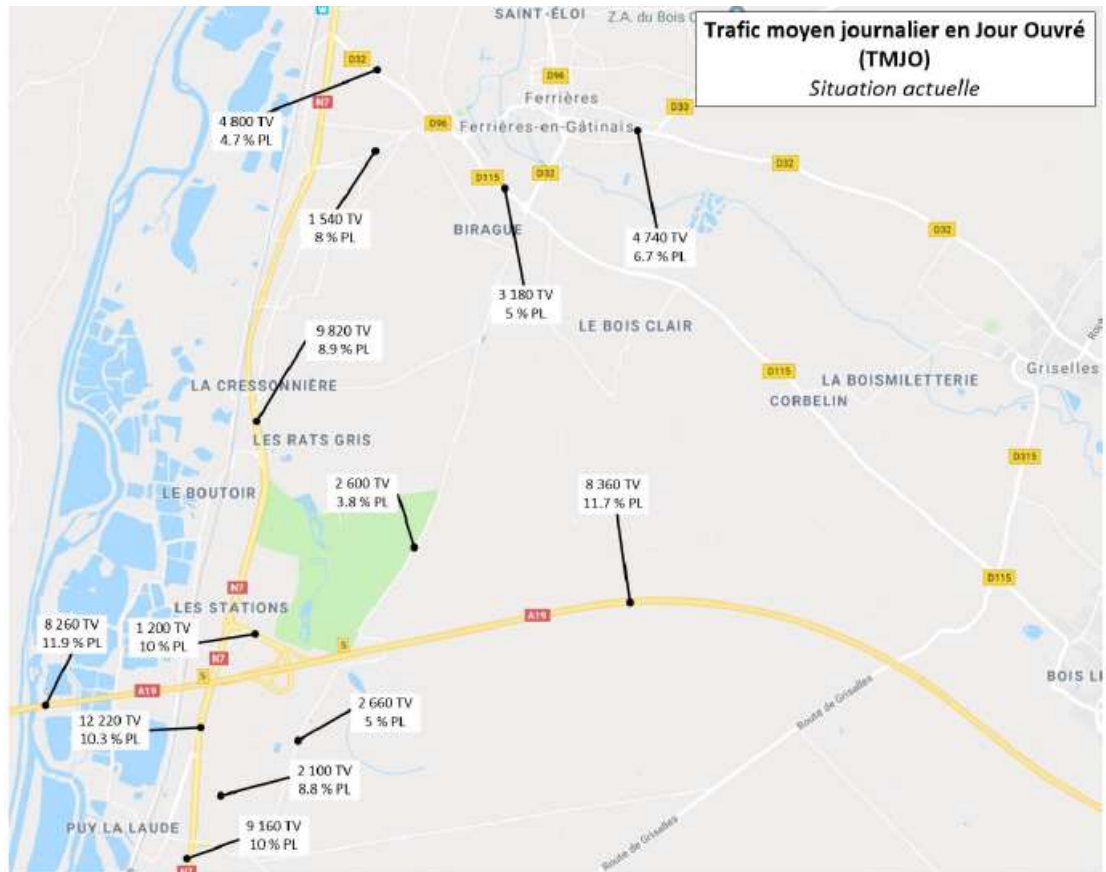 SAINT-ÉLOI
Z.A. du Bois
Trafic moyen journalier en Jour Ouvré
(TMJO)
Situation actuelle
D32
N7
D96
Ferrières
D33
4 800 TV
4.7 % PL
D96
Ferrières-en-Gâtinais
D32
D115
D32
1 540 TV
8 % PL
BIRAGUE
4 740 TV
6.7 % PL
D32
3 180 TV
5 % PL
9 820 TV
8.9 % PL
LE BOIS CLAIR
Route
LA CRESSONNIÈRE
D115
LA BOISMILETTERIE
Griselles
CORBELIN
LES RATS GRIS
D315
LE BOUTOIR
2 600 TV
3.8 % PL
8 360 TV
11.7 % PL
N7
D115
LES STATIONS
A19
8 260 TV
11.9 % PL
1 200 TV
10 % PL
5
N7
5
A19
BOIS L
12 220 TV
10.3 % PL
2 660 TV
5 % PL
Route de Griselles
2 100 TV
8.8 % PL
PUY LA LAUDE
9 160 TV
10 % PL
Route de Griselles
N7